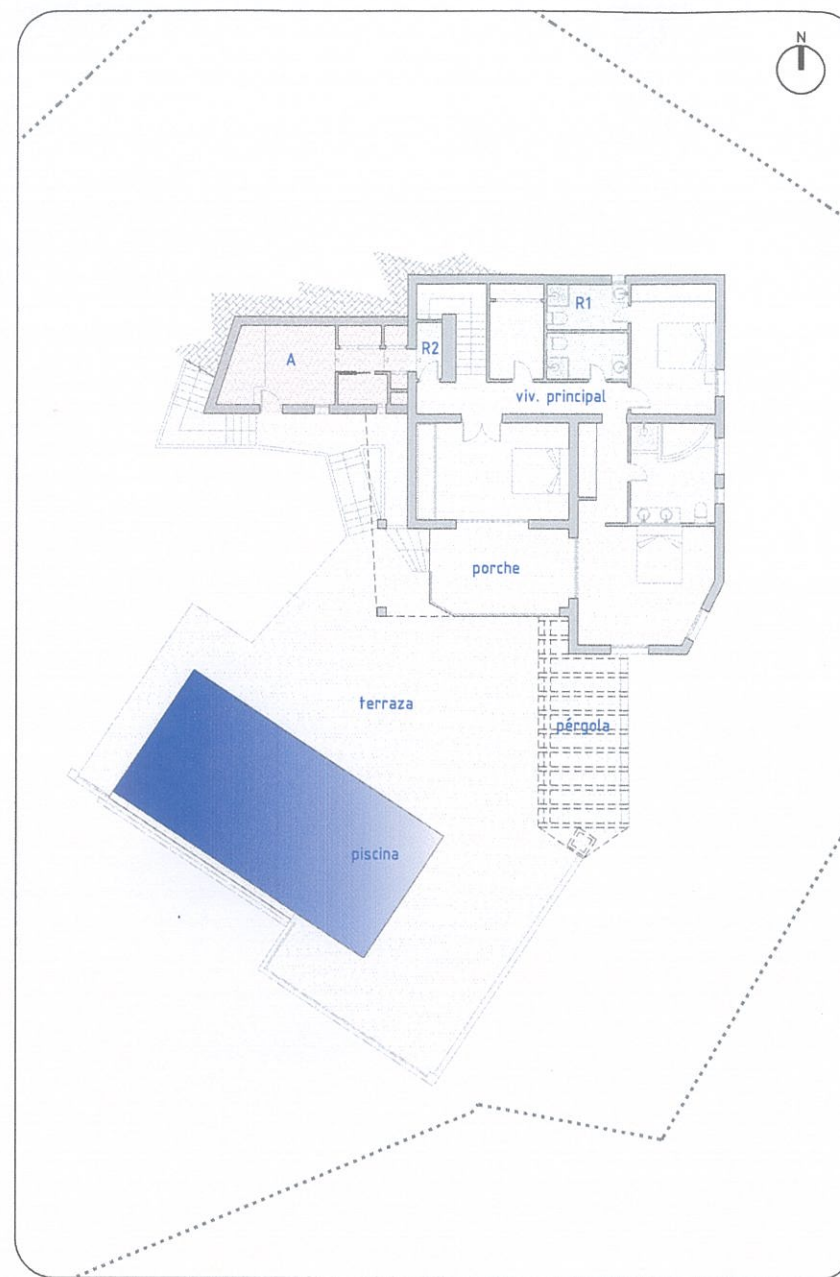 N
R1
R2
A
viv. principal
porche
terraza
pérgola
piscina